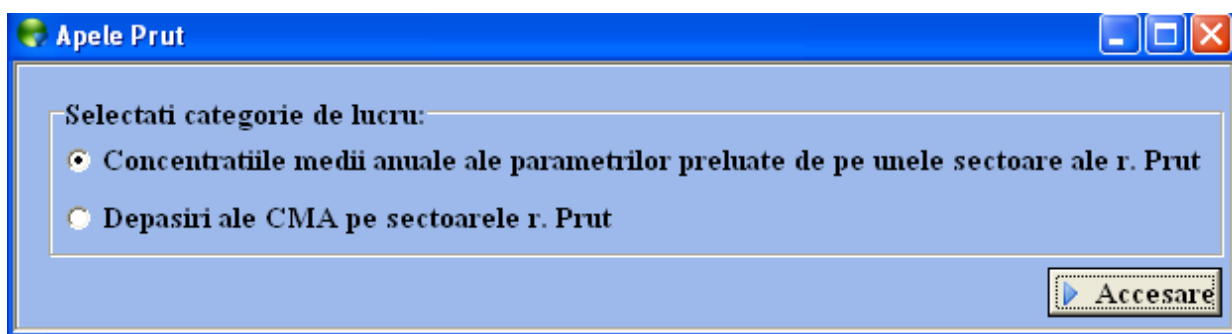 Apele Prut
Selectati categorie de lucru:
Concentratiile medii anuale ale parametrilor preluate de pe unele sectoare ale r. Prut
Depasiri ale CMA pe sectoarele r. Prut
Accesare